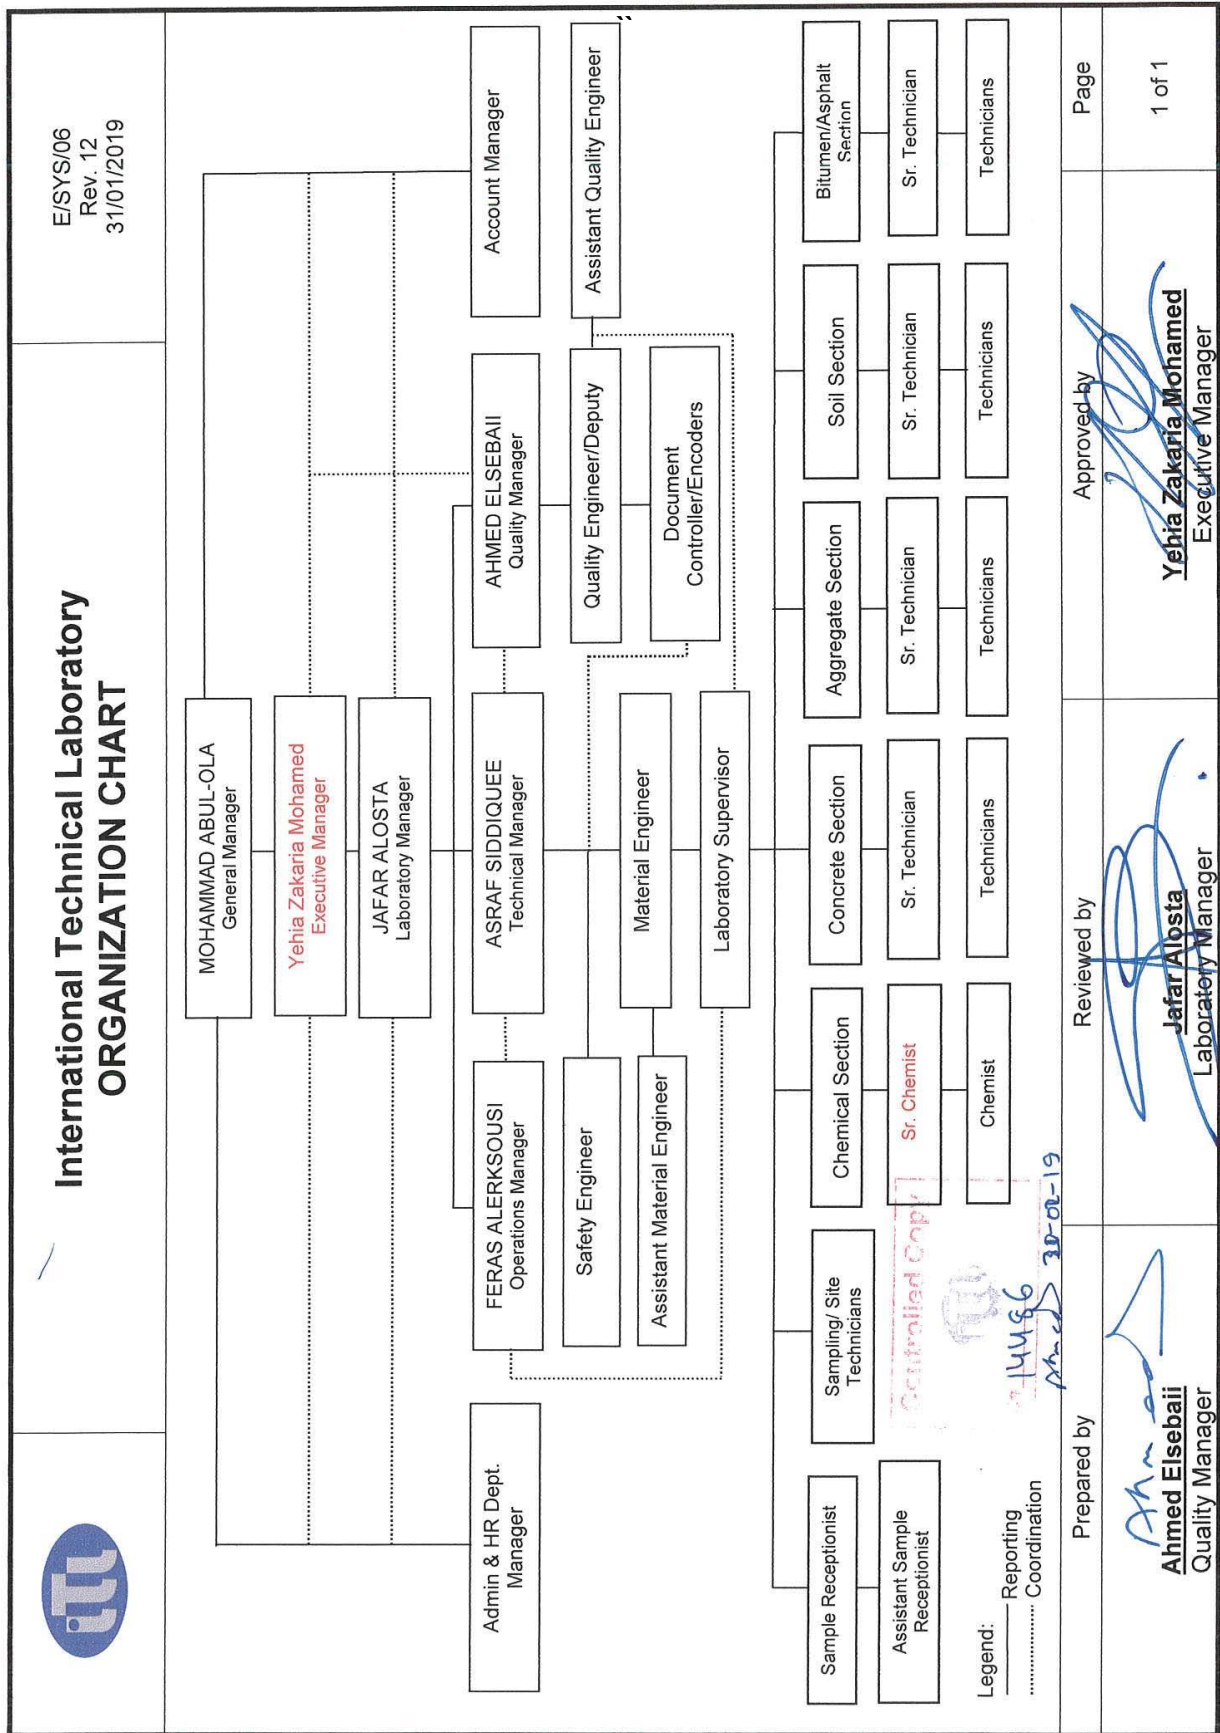 iTL
International Technical Laboratory
ORGANIZATION CHART
E/SYS/06
Rev. 12
31/01/2019
MOHAMMAD ABUL-OLA
General Manager
Yehia Zakaria Mohamed
Executive Manager
JAFAR ALOSTA
Laboratory Manager
Admin & HR Dept.
Manager
FERAS ALERKSOUSI
Operations Manager
ASRAF SIDDIQUEE
Technical Manager
AHMED ELSEBAII
Quality Manager
Account Manager
Safety Engineer
Quality Engineer/Deputy
Assistant Quality Engineer
Assistant Material Engineer
Material Engineer
Document
Controller/Encoders
Laboratory Supervisor
Sample Receptionist
Sampling/ Site
Technicians
Chemical Section
Concrete Section
Aggregate Section
Soil Section
Bitumen/Asphalt
Section
Assistant Sample
Receptionist
Sr. Chemist
Sr. Technician
Sr. Technician
Sr. Technician
Sr. Technician
Chemist
Technicians
Technicians
Technicians
Technicians
Controlled Copy
14486
Legend:
Reporting
Coordination
Prepared by
Reviewed by
Approved by
Page
Ahmed Elsebaii
Quality Manager
Jafar Alosta
Laboratory Manager
Yehia Zakaria Mohamed
Executive Manager
1 of 1